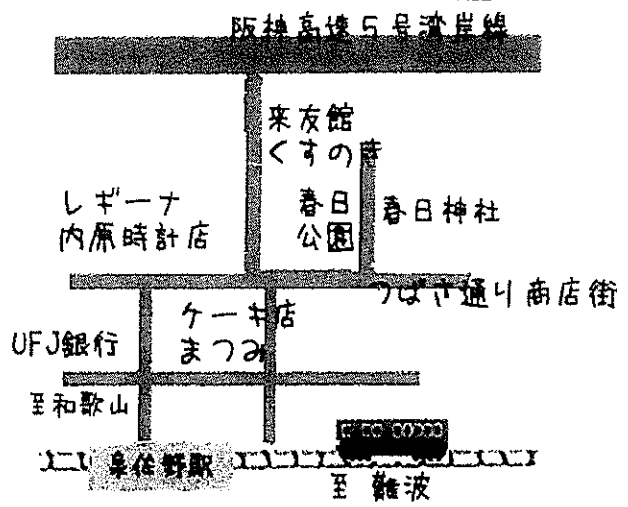 阪神高速5号湾岸線
来友館
くすのき
レギーナ
内原時計店
春日
公園
春日神社
つばさ通り商店街
ケーキ店
まつみ
UFJ銀行
至和歌山
泉佐野駅
至 難波